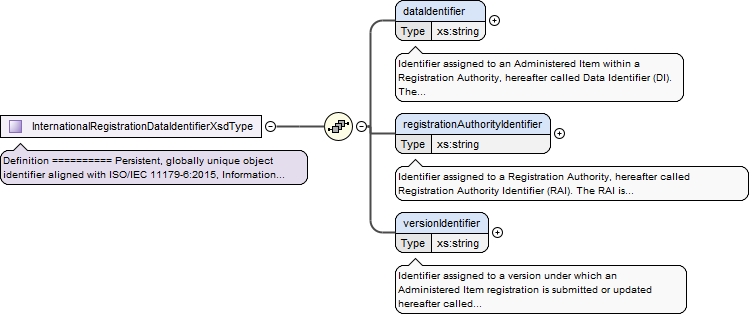 dataIdentifier
Type xs:string
Identifier assigned to an Administered Item within a
Registration Authority, hereafter called Data Identifier (DI).
The...
InternationalRegistrationDataIdentifierXsdType
Definition ========== Persistent, globally unique object
identifier aligned with ISO/IEC 11179-6:2015, Information...
registrationAuthorityIdentifier
Type xs:string
Identifier assigned to a Registration Authority, hereafter called
Registration Authority Identifier (RAI). The RAI is...
versionIdentifier
Type xs:string
Identifier assigned to a version under which an
Administered Item registration is submitted or updated
hereafter called...